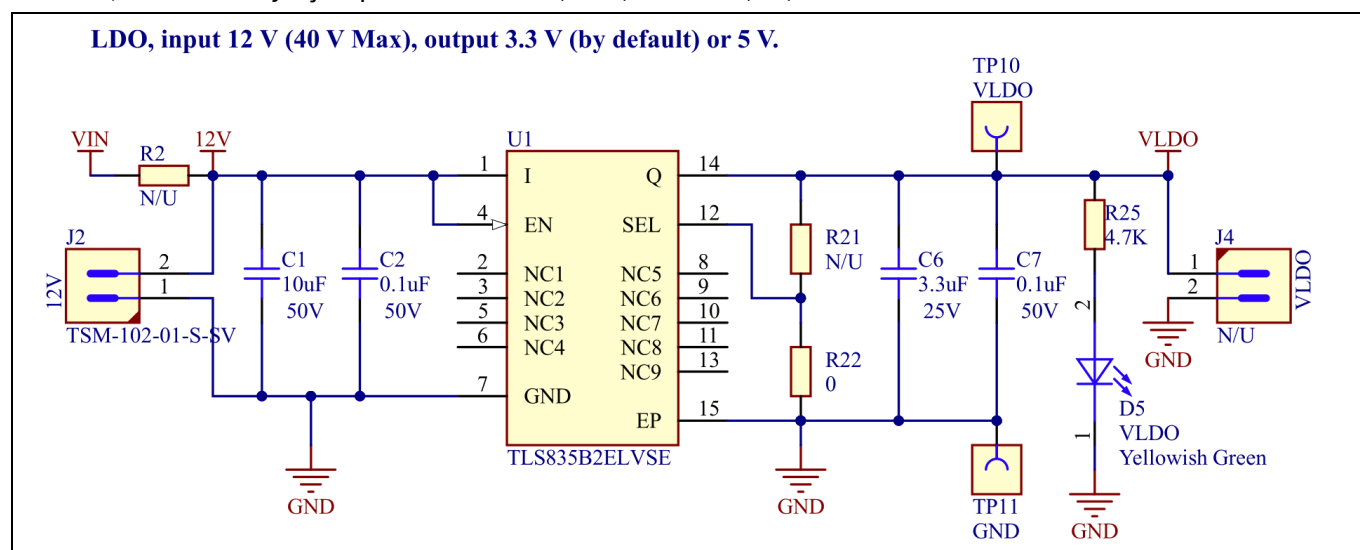 LDO, input 12 V (40 V Max), output 3.3 V (by default) or 5 V.
TP10
VLDO
VIN
R2
N/U
12V
J2
12V
2
1
TSM-102-01-S-SV
C1
10uF
50V
C2
0.1uF
50V
GND
U1
1
I
4
EN
2
NC1
3
NC2
5
NC3
6
NC4
7
GND
Q
14
SEL
12
NC5
8
NC6
9
NC7
10
NC8
11
NC9
13
EP
15
TLS835B2ELVSE
R21
N/U
R22
0
GND
C6
3.3uF
25V
C7
0.1uF
50V
TP11
GND
R25
4.7K
2
1
D5
VLDO
Yellowish Green
GND
VLDO
J4
1
2
VLDO
N/U
GND